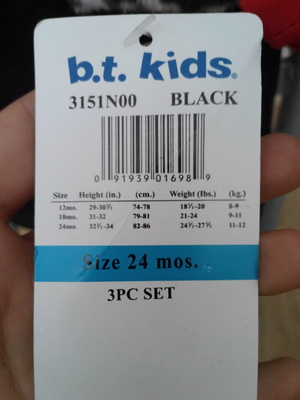 b.t. kids®
3151N00 BLACK
0 91939 01698 9
Size Height (in.) (cm.) Weight (lbs.) (kg.)
12mo. 29-30½ 74-78 18½-20 8-9
18mo. 31-32 79-81 21-24 9-11
24mo. 32½-34 82-86 24½-27½ 11-12
Size 24 mos.
3PC SET